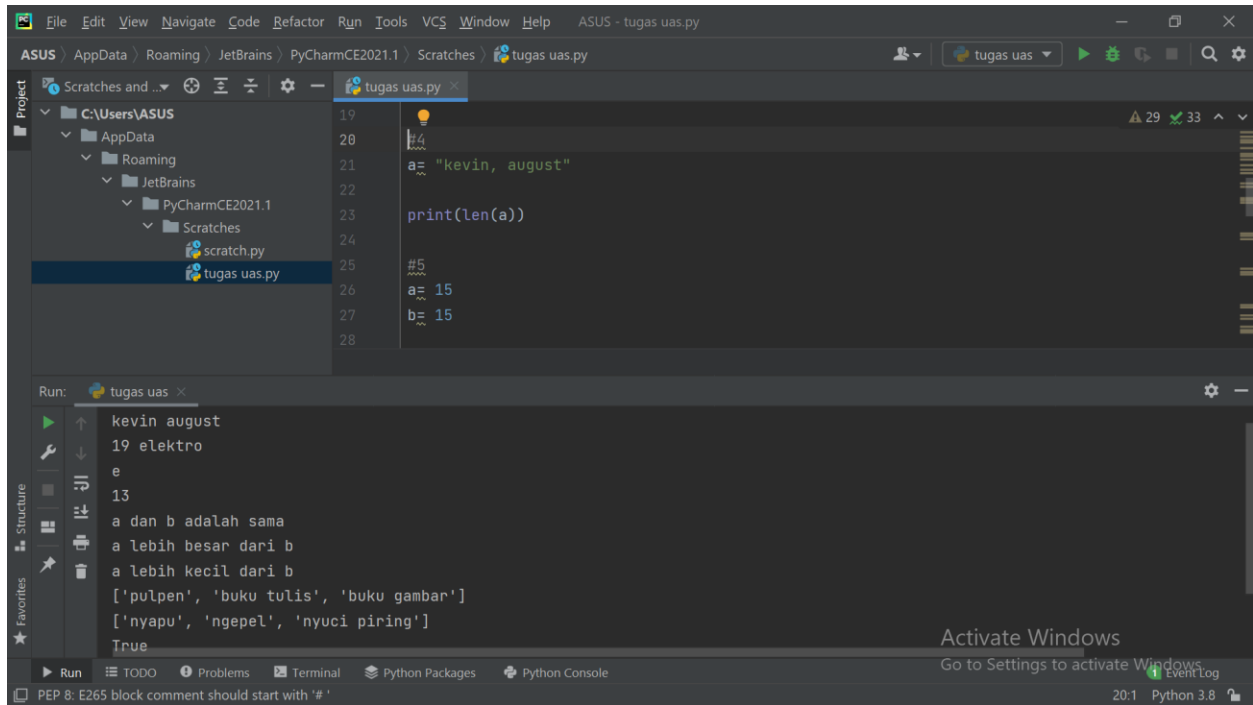 File Edit View Navigate Code Refactor Run Tools VCS Window Help ASUS - tugas uas.py
ASUS AppData Roaming JetBrains PyCharmCE2021.1 Scratches tugas uas.py tugas uas
Project Scratches and .. tugas uas.py
C:\Users\ASUS
AppData
Roaming
JetBrains
PyCharmCE2021.1
Scratches
scratch.py
tugas uas.py
19
29 33
20 #4
21 a= "kevin, august"
22
23 print(len(a))
24
25 #5
26 a= 15
27 b= 15
28
Run: tugas uas
kevin august
19 elektro
e
13
a dan b adalah sama
a lebih besar dari b
a lebih kecil dari b
['pulpen', 'buku tulis', 'buku gambar']
['nyapu', 'ngepel', 'nyuci piring']
True
Structure
Favorites
Activate Windows
Go to Settings to activate Windows.
Run TODO Problems Terminal Python Packages Python Console 1 Event Log
PEP 8: E265 block comment should start with '# ' 20:1 Python 3.8